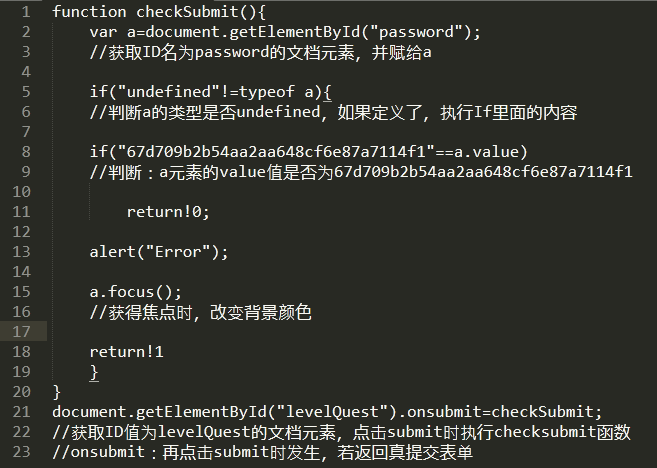 1 function checkSubmit(){
2 var a=document.getElementById("password");
3 //获取ID名为password的文档元素，并赋给a
4
5 if("undefined"!=typeof a){
6 //判断a的类型是否undefined，如果定义了，执行If里面的内容
7
8 if("67d709b2b54aa2aa648cf6e87a7114f1"==a.value)
9 //判断：a元素的value值是否为67d709b2b54aa2aa648cf6e87a7114f1
10
11 return!0;
12
13 alert("Error");
14
15 a.focus();
16 //获得焦点时，改变背景颜色
17
18 return!1
19 }
20 }
21 document.getElementById("levelQuest").onsubmit=checkSubmit;
22 //获取ID值为levelQuest的文档元素，点击submit时执行checksubmit函数
23 //onsubmit：再点击submit时发生，若返回真提交表单